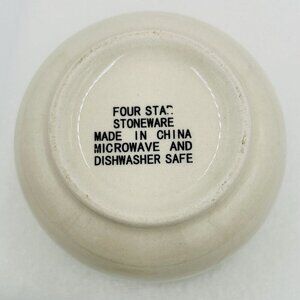 FOUR STAR
STONEWARE
MADE IN CHINA
MICROWAVE AND
DISHWASHER SAFE